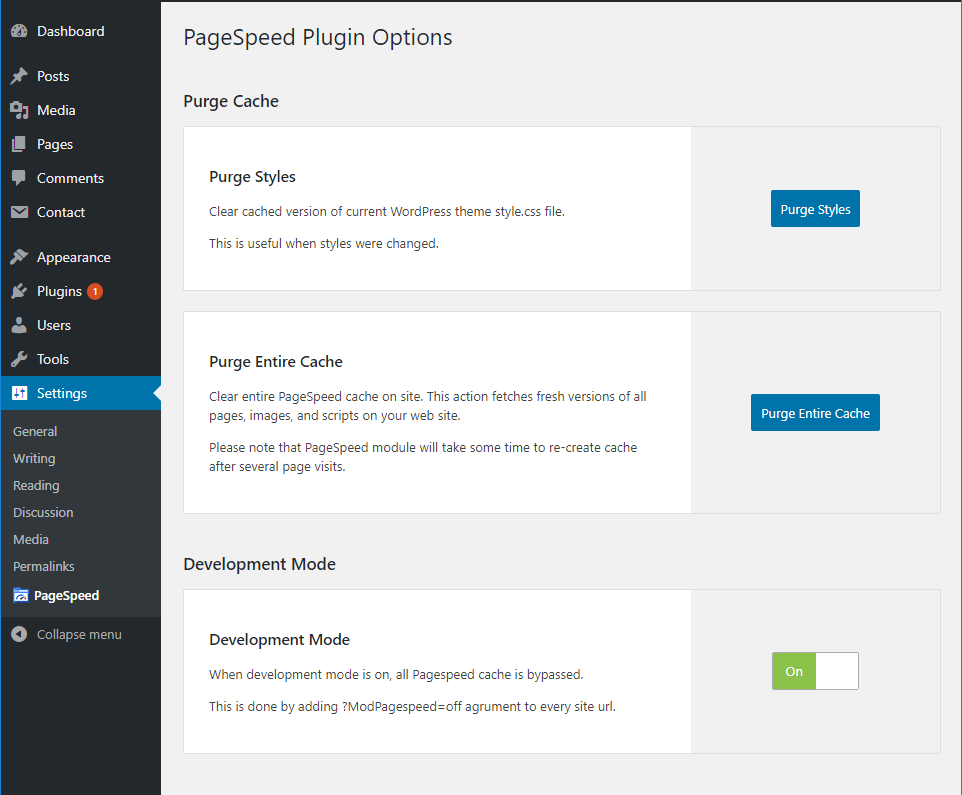 Dashboard
Posts
Media
Pages
Comments
Contact
Appearance
Plugins 1
Users
Tools
Settings
General
Writing
Reading
Discussion
Media
Permalinks
PageSpeed
Collapse menu
PageSpeed Plugin Options
Purge Cache
Purge Styles
Clear cached version of current WordPress theme style.css file.
This is useful when styles were changed.
Purge Styles
Purge Entire Cache
Clear entire PageSpeed cache on site. This action fetches fresh versions of all
pages, images, and scripts on your web site.
Please note that PageSpeed module will take some time to re-create cache
after several page visits.
Purge Entire Cache
Development Mode
Development Mode
When development mode is on, all Pagespeed cache is bypassed.
This is done by adding ?ModPagespeed=off agrument to every site url.
On